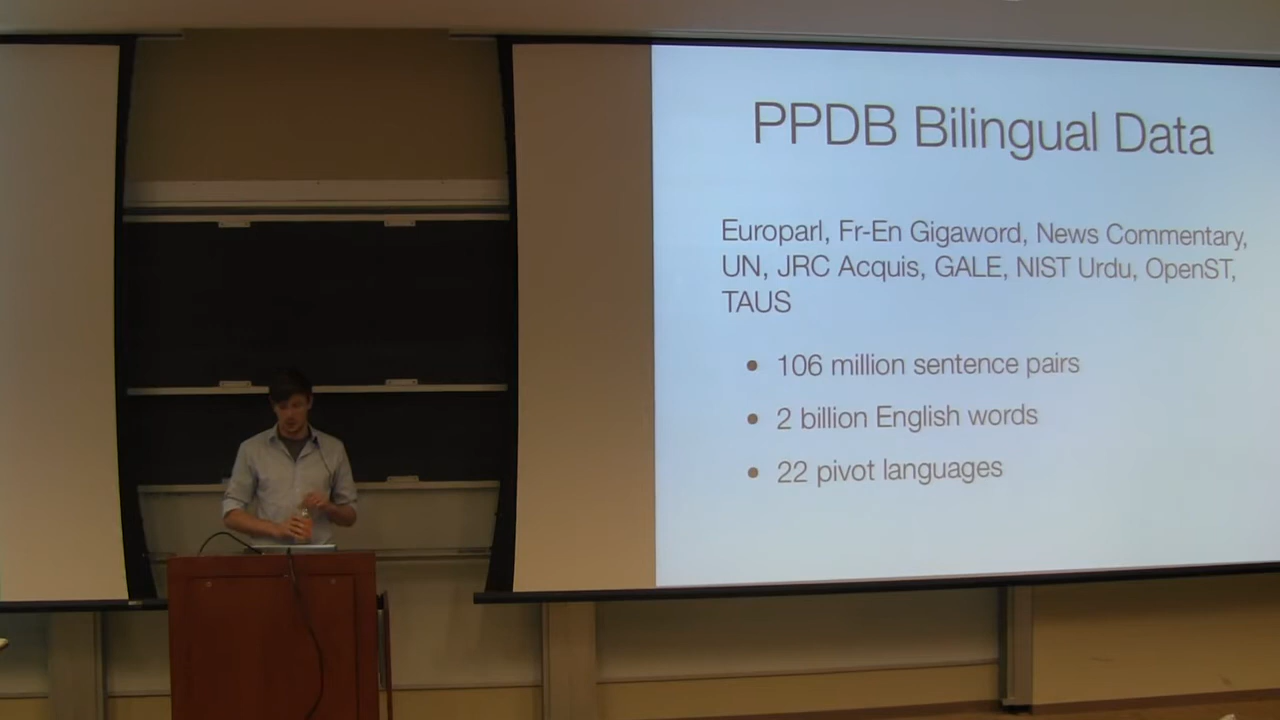 PPDB Bilingual Data
Europarl, Fr-En Gigaword, News Commentary,
UN, JRC Acquis, GALE, NIST Urdu, OpenST,
TAUS
• 106 million sentence pairs
• 2 billion English words
• 22 pivot languages